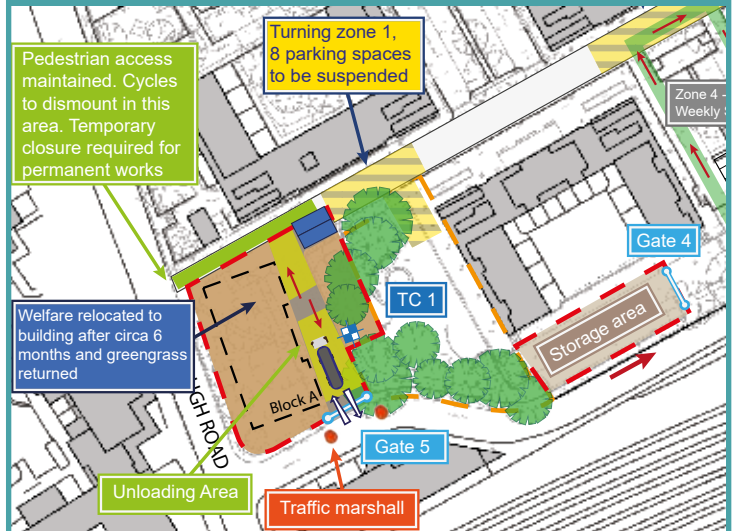 Pedestrian access
maintained. Cycles
to dismount in this
area. Temporary
closure required for
permanent works
Turning zone 1,
8 parking spaces
to be suspended
Zone 4 -
Weekly
Gate 4
TC 1
Storage area
Welfare relocated to
building after circa 6
months and greengrass
returned
Block A
GH ROAD
Gate 5
Unloading Area
Traffic marshall